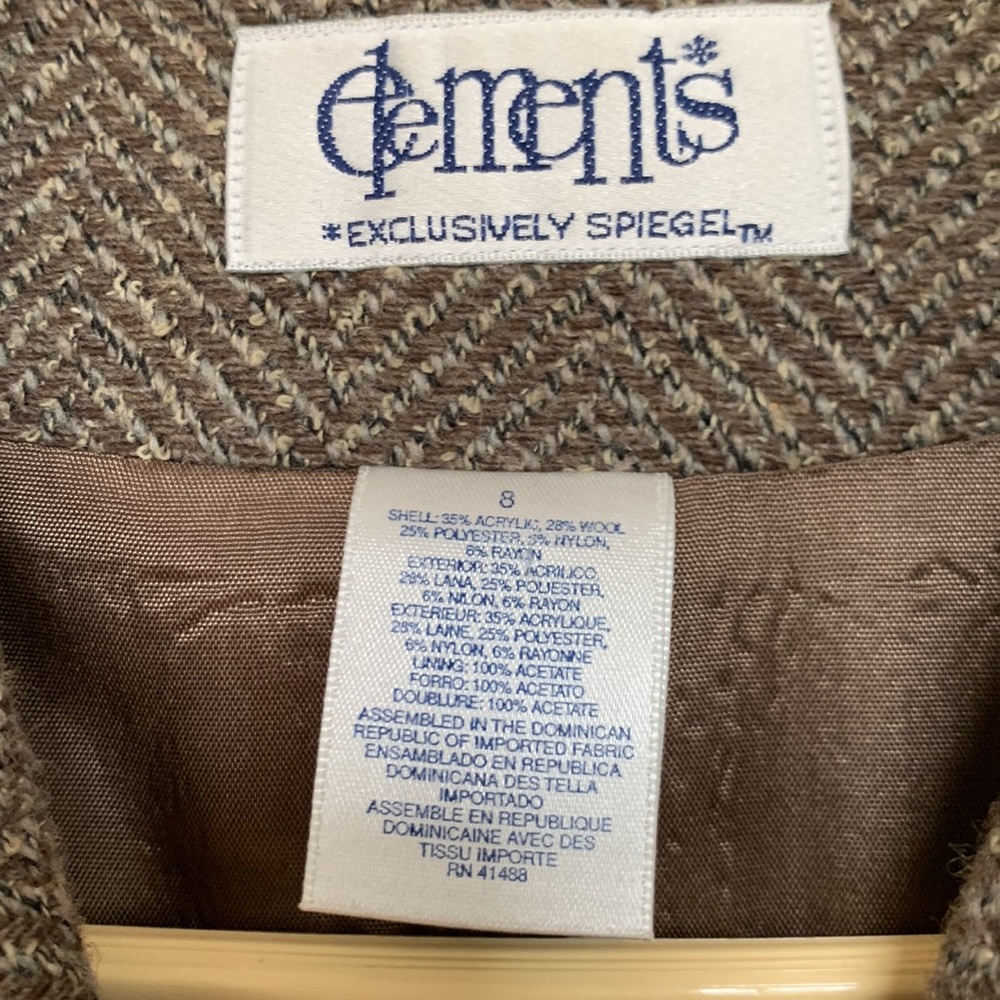 elements*
*EXCLUSIVELY SPIEGEL™
8
SHELL: 35% ACRYLIC, 28% WOOL
25% POLYESTER, 6% NYLON,
6% RAYON
EXTERIOR: 35% ACRILICO,
28% LANA, 25% POLIESTER,
6% NILON, 6% RAYON
EXTERIEUR: 35% ACRYLIQUE,
28% LAINE, 25% POLYESTER,
6% NYLON, 6% RAYONNE
LINING: 100% ACETATE
FORRO: 100% ACETATO
DOUBLURE: 100% ACETATE
ASSEMBLED IN THE DOMINICAN
REPUBLIC OF IMPORTED FABRIC
ENSAMBLADO EN REPUBLICA
DOMINICANA DES TELLA
IMPORTADO
ASSEMBLE EN REPUBLIQUE
DOMINICAINE AVEC DES
TISSU IMPORTE
RN 41488